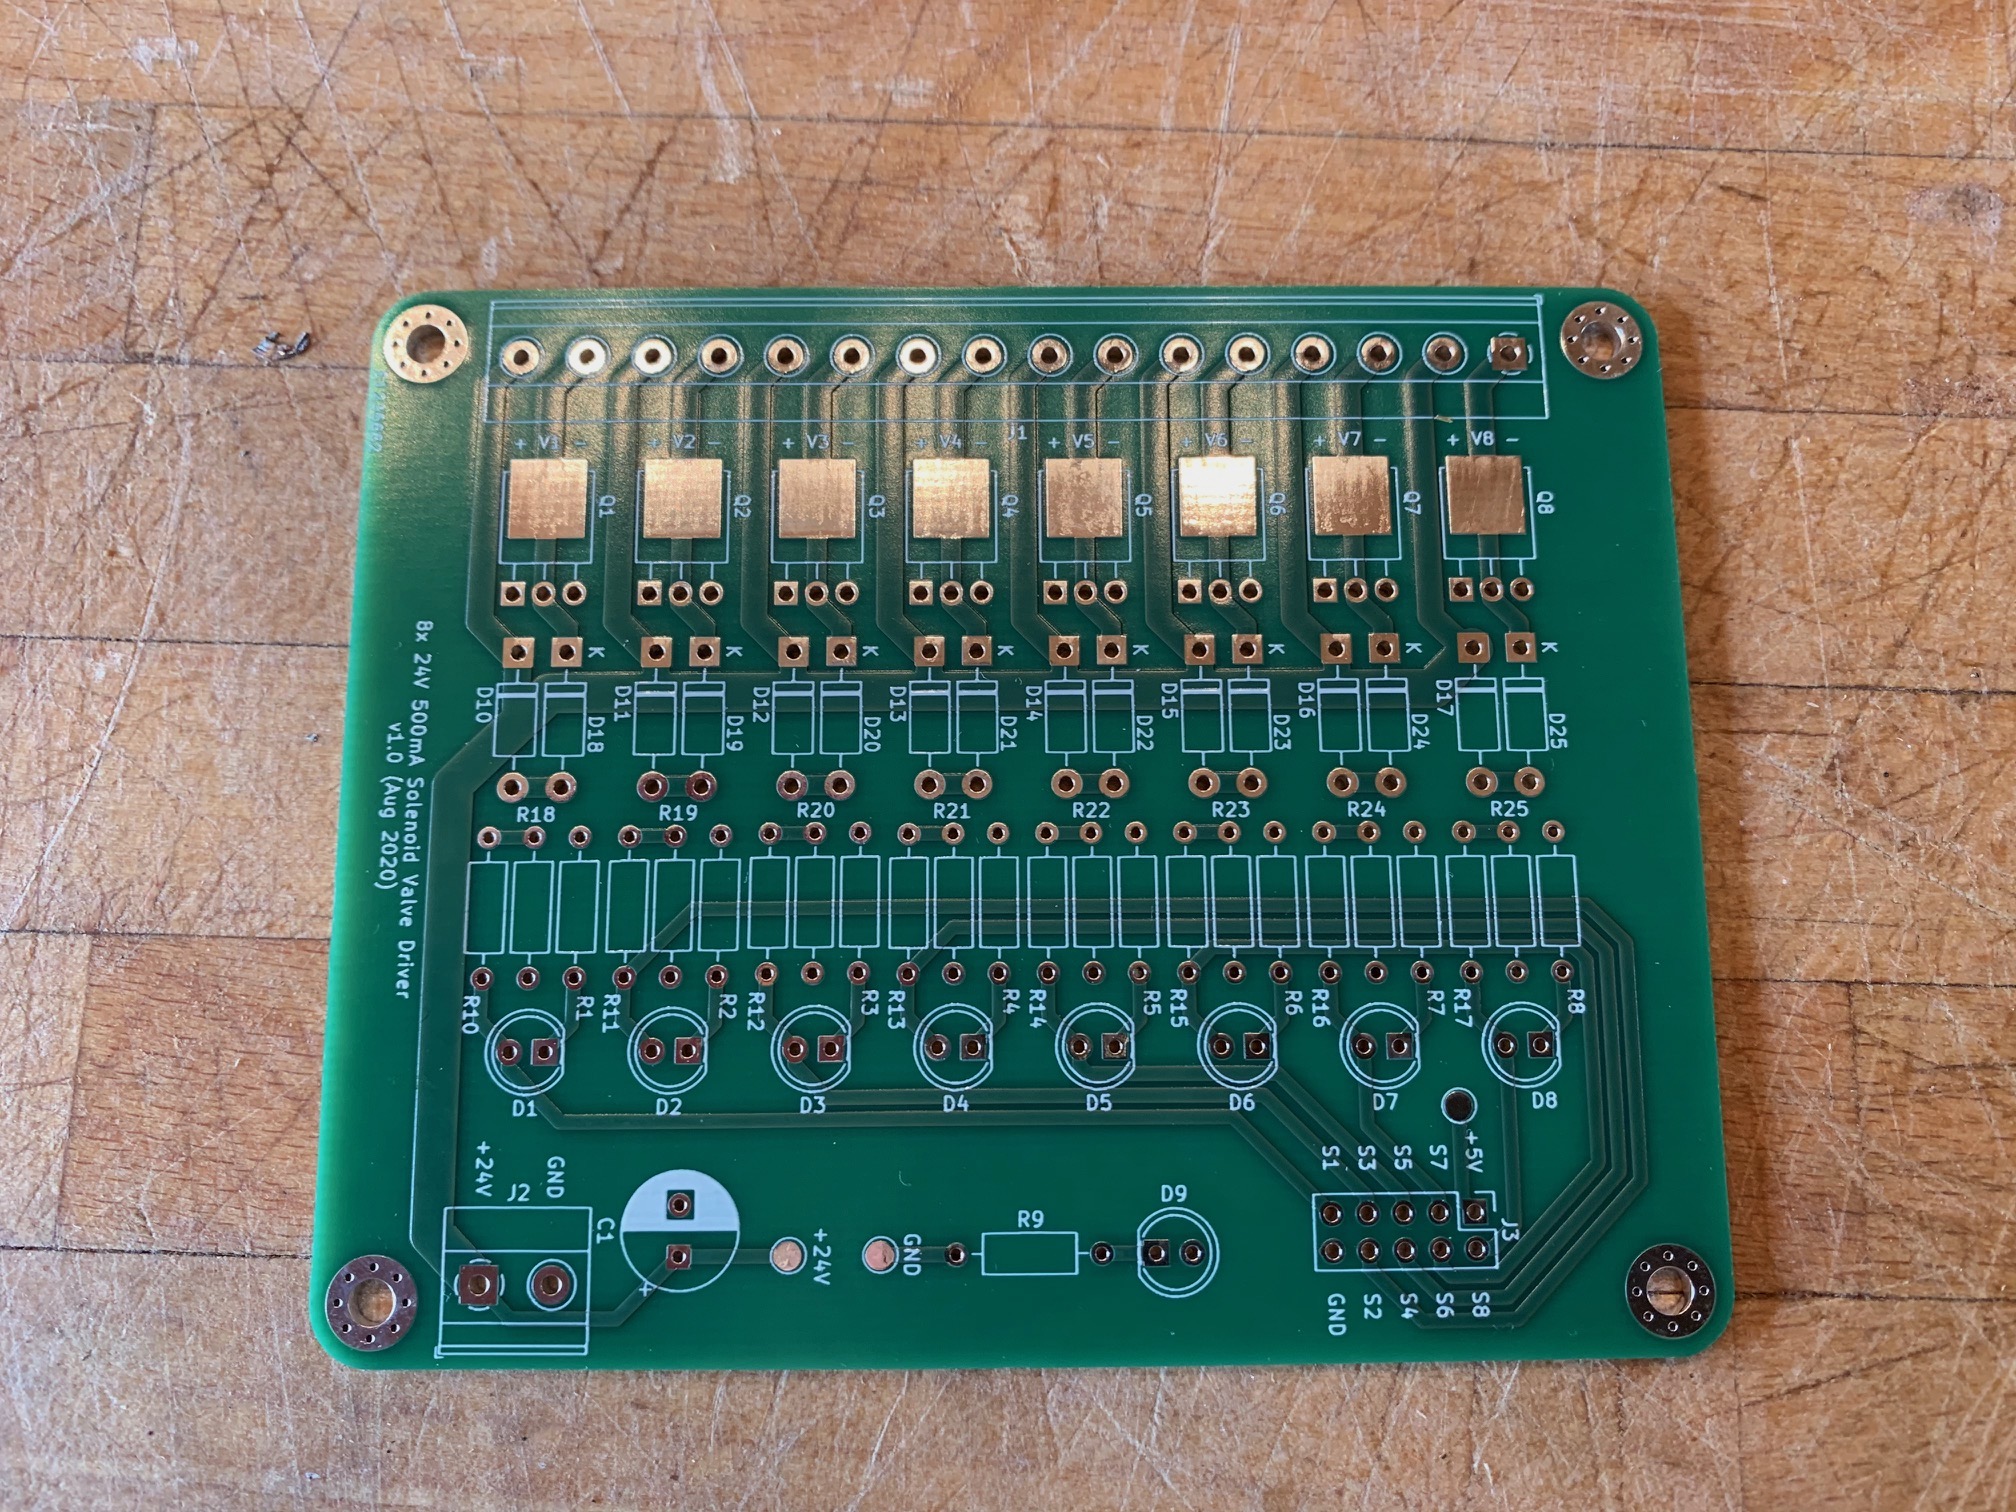 J1
+ V1 - + V2 - + V3 - + V4 - + V5 - + V6 - + V7 - + V8 -
Q1 Q2 Q3 Q4 Q5 Q6 Q7 Q8
K K K K K K K K
D10 D18 D11 D19 D12 D20 D13 D21 D14 D22 D15 D23 D16 D24 D17 D25
R18 R19 R20 R21 R22 R23 R24 R25
R10 R1 R11 R2 R12 R3 R13 R4 R14 R5 R15 R6 R16 R7 R17 R8
D1 D2 D3 D4 D5 D6 D7 D8
8x 24V 500mA Solenoid Valve Driver
v1.0 (Aug 2020)
+24V GND
J2
C1
+
+24V
GND
R9
D9
S1 S3 S5 S7 +5V
J3
GND S2 S4 S6 S8